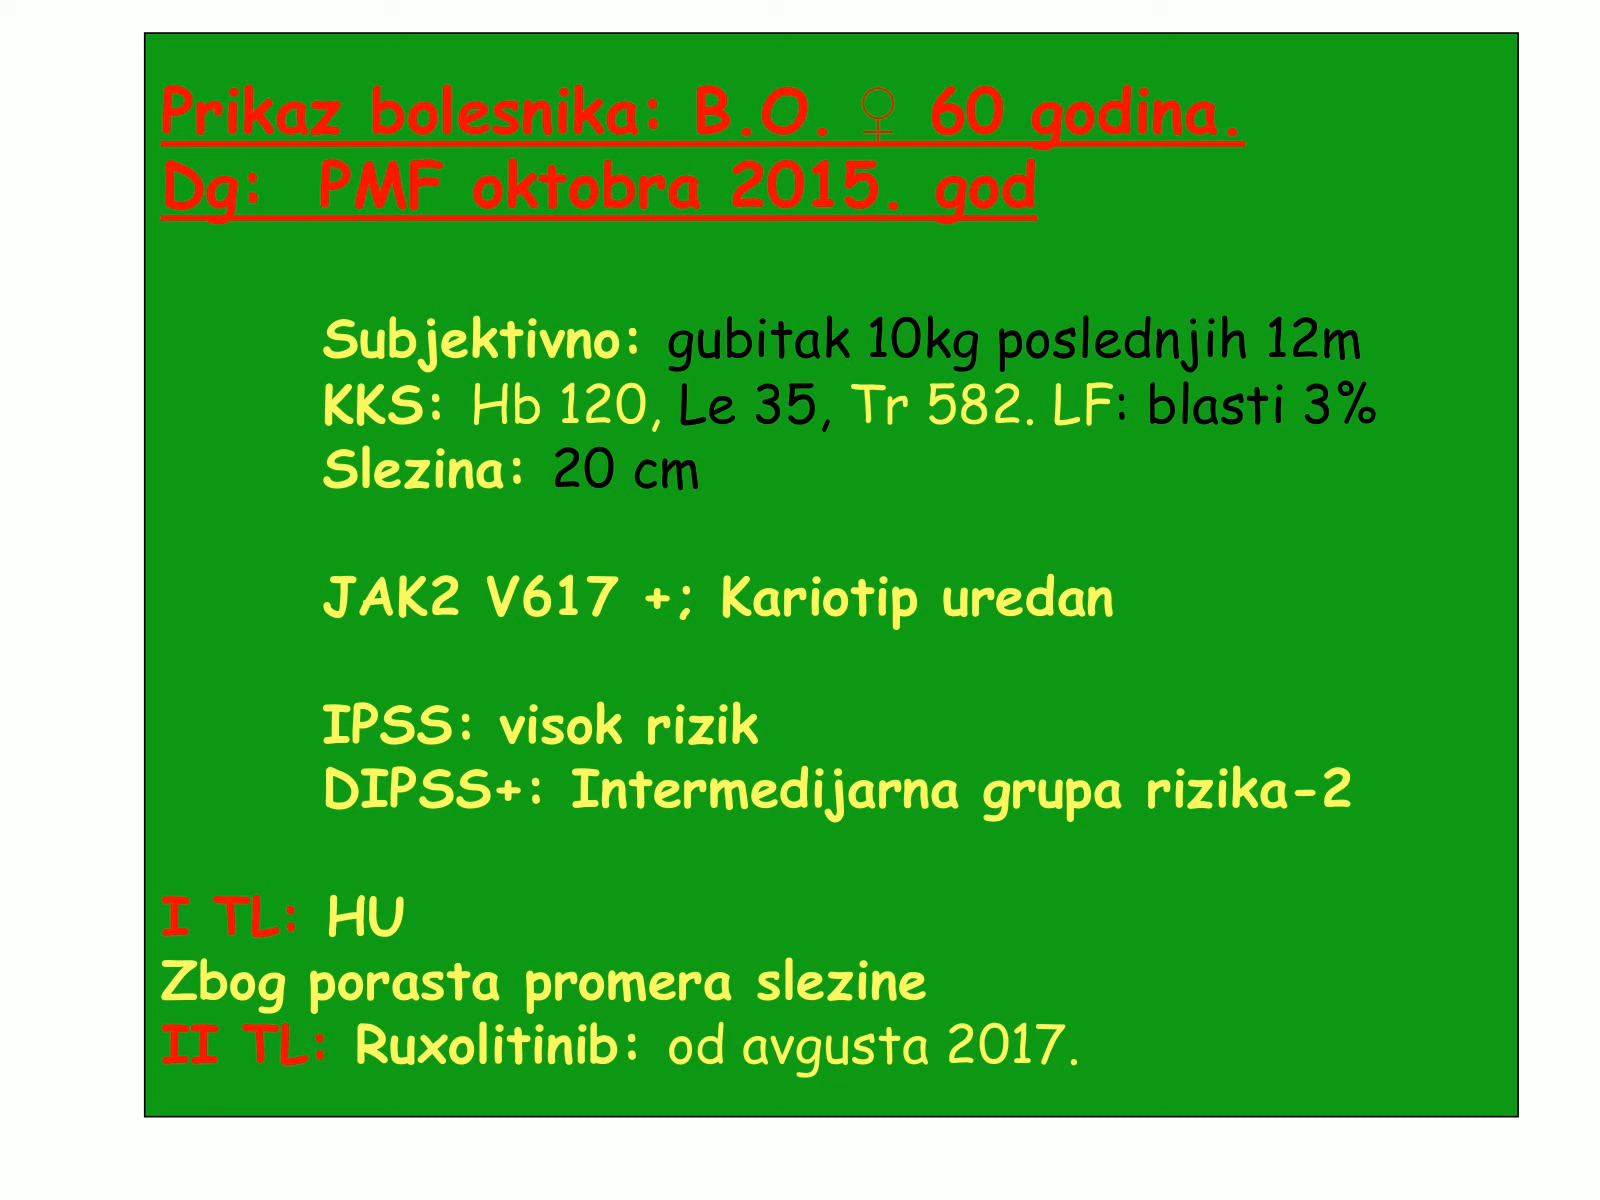 Prikaz bolesnika: B.O. ♀ 60 godina.
Dg: PMF oktobra 2015. god
Subjektivno: gubitak 10kg poslednjih 12m
KKS: Hb 120, Le 35, Tr 582. LF: blasti 3%
Slezina: 20 cm
JAK2 V617 +; Kariotip uredan
IPSS: visok rizik
DIPSS+: Intermedijarna grupa rizika-2
I TL: HU
Zbog porasta promera slezine
II TL: Ruxolitinib: od avgusta 2017.